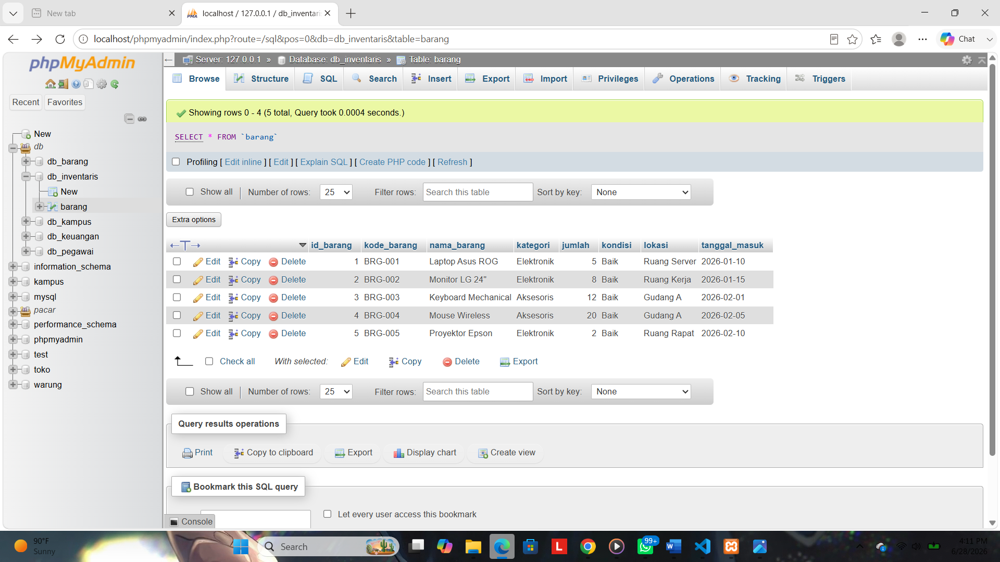 New tab
localhost / 127.0.0.1 / db_inventari
localhost/phpmyadmin/index.php?route=/sql&pos=0&db=db_inventaris&table=barang
Chat
phpMyAdmin
Recent
Favorites
New
db
db_barang
db_inventaris
New
barang
db_kampus
db_keuangan
db_pegawai
information_schema
kampus
mysql
pacar
performance_schema
phpmyadmin
test
toko
warung
Server: 127.0.0.1 » Database: db_inventaris » Table: barang
Browse Structure SQL Search Insert Export Import Privileges Operations Tracking Triggers
Showing rows 0 - 4 (5 total, Query took 0.0004 seconds.)
SELECT * FROM `barang`
Profiling [ Edit inline ] [ Edit ] [ Explain SQL ] [ Create PHP code ] [ Refresh ]
Show all Number of rows: 25 Filter rows: Search this table Sort by key: None
Extra options
id_barang kode_barang nama_barang kategori jumlah kondisi lokasi tanggal_masuk
Edit Copy Delete 1 BRG-001 Laptop Asus ROG Elektronik 5 Baik Ruang Server 2026-01-10
Edit Copy Delete 2 BRG-002 Monitor LG 24" Elektronik 8 Baik Ruang Kerja 2026-01-15
Edit Copy Delete 3 BRG-003 Keyboard Mechanical Aksesoris 12 Baik Gudang A 2026-02-01
Edit Copy Delete 4 BRG-004 Mouse Wireless Aksesoris 20 Baik Gudang A 2026-02-05
Edit Copy Delete 5 BRG-005 Proyektor Epson Elektronik 2 Baik Ruang Rapat 2026-02-10
Check all With selected: Edit Copy Delete Export
Show all Number of rows: 25 Filter rows: Search this table Sort by key: None
Query results operations
Print Copy to clipboard Export Display chart Create view
Bookmark this SQL query
Let every user access this bookmark
Console
90°F
Sunny
Search
99+
4:11 PM
6/28/2026